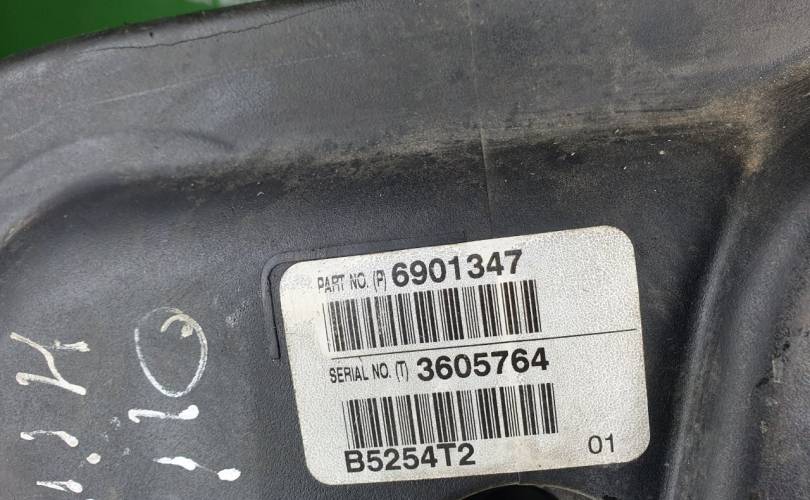 PART NO. (P) 6901347
SERIAL NO. (T) 3605764
B5254T2 01